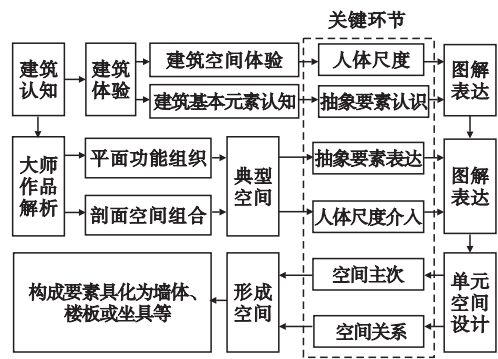 关键环节
建筑
认知
建筑
体验
建筑空间体验
建筑基本元素认知
人体尺度
抽象要素认识
图解
表达
大师
作品
解析
平面功能组织
剖面空间组合
典型
空间
抽象要素表达
人体尺度介入
图解
表达
构成要素具化为墙体、
楼板或坐具等
形成
空间
空间主次
空间关系
单元
空间
设计